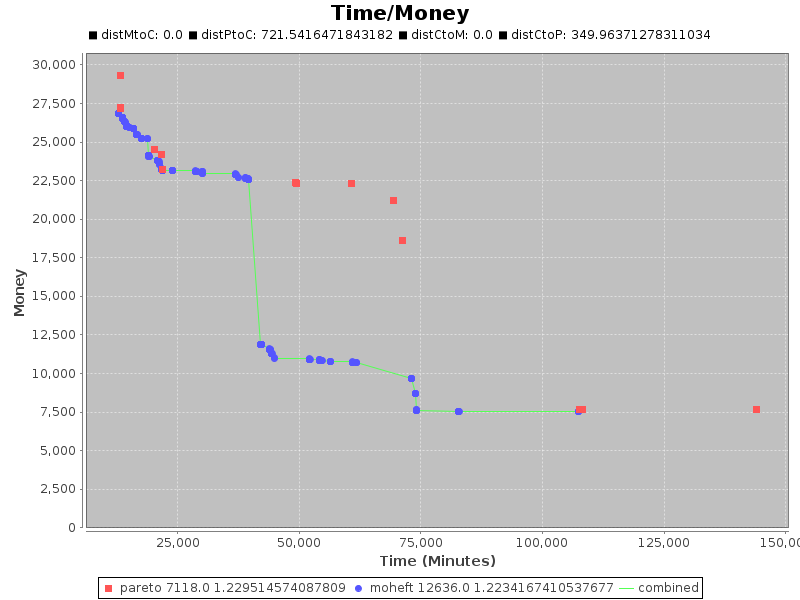 Time/Money
distMtoC: 0.0 distPtoC: 721.5416471843182 distCtoM: 0.0 distCtoP: 349.96371278311034
30,000
27,500
25,000
22,500
20,000
17,500
15,000
12,500
10,000
7,500
5,000
2,500
0
Money
25,000 50,000 75,000 100,000 125,000 150,0
Time (Minutes)
pareto 7118.0 1.229514574087809 moheft 12636.0 1.2234167410537677 combined